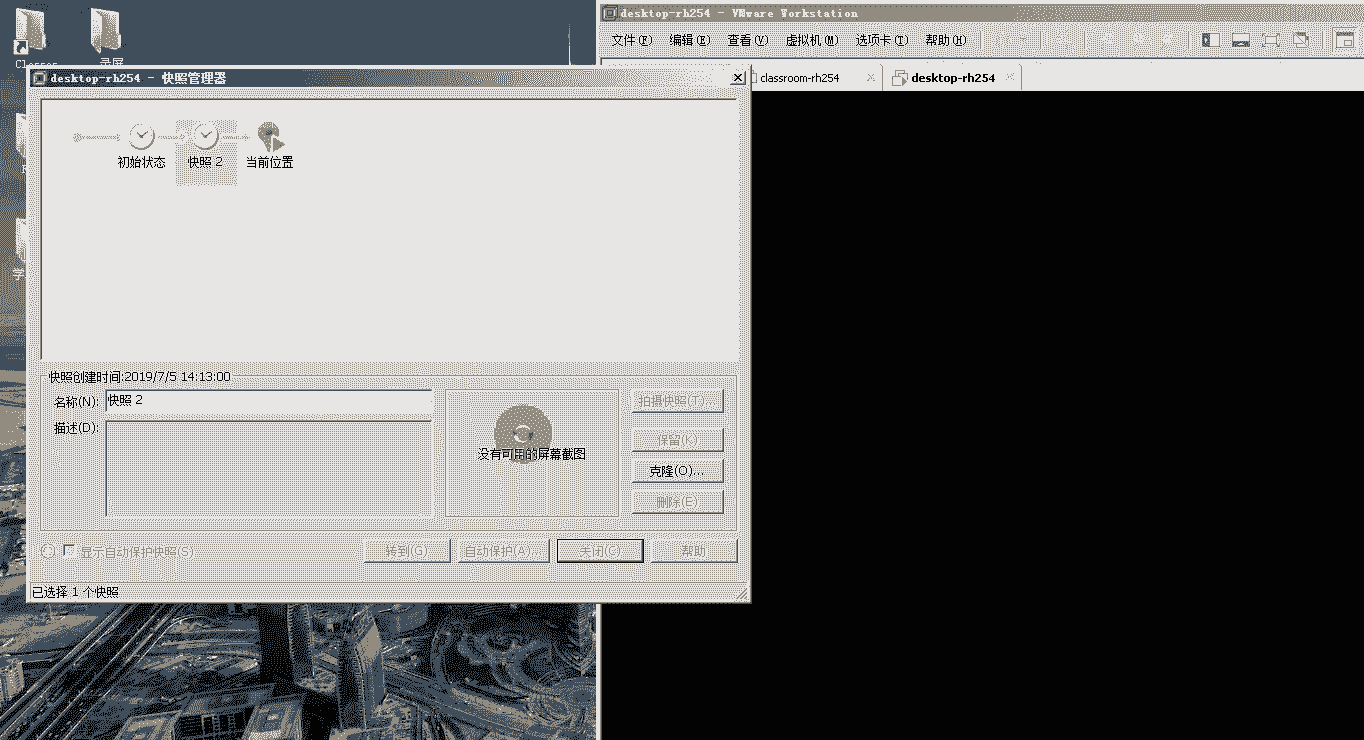 desktop-rh254 - VMware Workstation
文件(F) 编辑(E) 查看(V) 虚拟机(M) 选项卡(T) 帮助(H)
录屏
desktop-rh254 - 快照管理器
classroom-rh254
desktop-rh254
初始状态
快照 2
当前位置
快照创建时间:2019/7/5 14:13:00
名称(N): 快照 2
描述(D):
没有可用的屏幕截图
拍摄快照(T)...
保留(K)
克隆(O)...
删除(E)
显示自动保护快照(S)
转到(G)
自动保护(A)...
关闭(C)
帮助
已选择 1 个快照